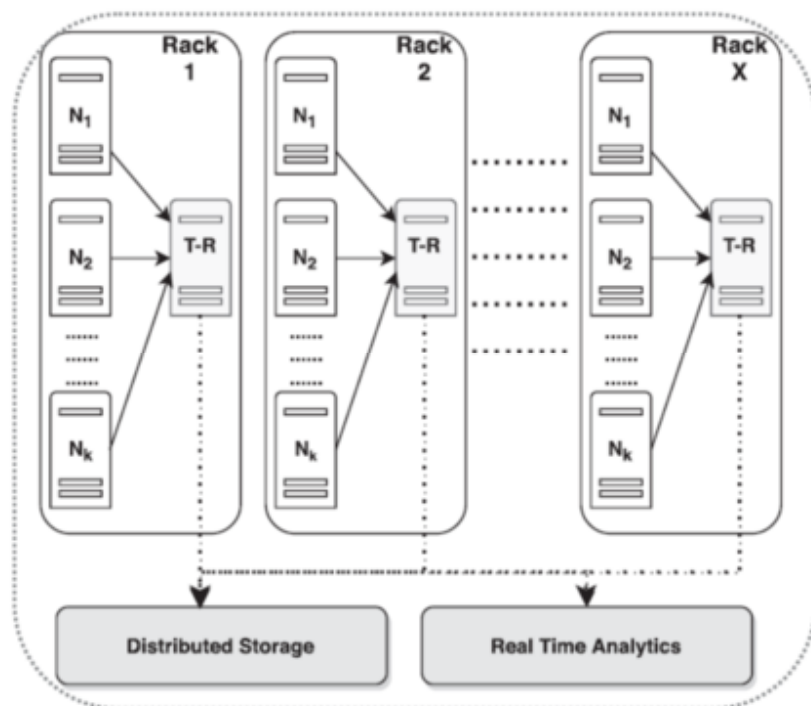 Rack 1
N1
N2
Nk
T-R
Rack 2
N1
N2
Nk
T-R
Rack X
N1
N2
Nk
T-R
Distributed Storage
Real Time Analytics